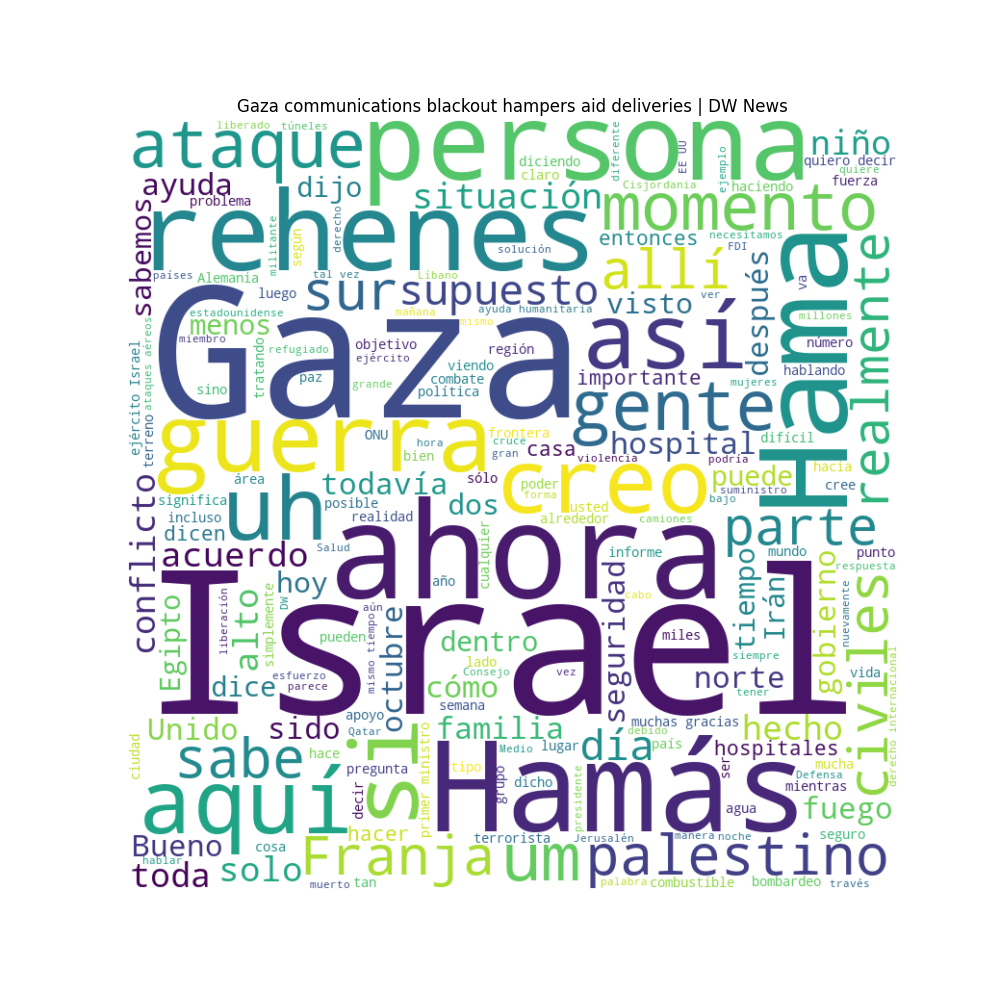 Gaza communications blackout hampers aid deliveries | DW News
liberado
túneles
ataque
persona
diferente
EE UU
niño
diciendo
claro
ejemplo
quiero decir
quiere
ayuda
problema
dijo
situación
Cisjordania
haciendo
fuerza
sabemos
rehenes
militante
según
derecho
momento
necesitamos
FDI
entonces
solución
países
Alemania
tal vez
Líbano
allí
después
ver
va
Hama
realmente
luego
sur
supuesto
visto
ayuda humanitaria
estadounidense
menos
miembro
Gaza
mañana
mismo
así
millones
número
ataques aéreos
ejército Israel
refugiado
objetivo
ejército
región
viendo
combate
política
importante
mujeres
hablando
tratando
sino
paz
grande
gente
terreno
guerra
ONU
hora
bien
frontera
cruce
gran
casa
hospital
violencia
podría
difícil
hacia
cree
área
significa
todavía
sólo
creo
poder
forma
usted
alrededor
puede
suministro
bajo
conflicto
incluso
dicen
uh
posible
realidad
dos
camiones
parte
acuerdo
Salud
ahora
cualquier
informe
mundo
punto
respuesta
hoy
año
seguridad
cabo
tiempo
Irán
gobierno
nuevamente
civiles
Egipto
alto
simplemente
liberación
DW
Israel
aún
mismo tiempo
pueden
octubre
dentro
miles
siempre
derecho internacional
dice
esfuerzo
parece
lado
Consejo
vez
cómo
norte
tener
vida
Unido
sido
apoyo
Qatar
semana
familia
muchas gracias
debido
hecho
ciudad
sabe
hace
si
primer ministro
Medio
lugar
día
país
hospitales
ser
mucha
pregunta
tipo
Hamás
grupo
dicho
Defensa
mientras
aquí
decir
presidente
agua
fuego
Bueno
cosa
hacer
terrorista
Jerusalén
manera
noche
seguro
hablar
toda
solo
Franja
um
palestino
muerto
tan
palabra
combustible
bombardeo
través